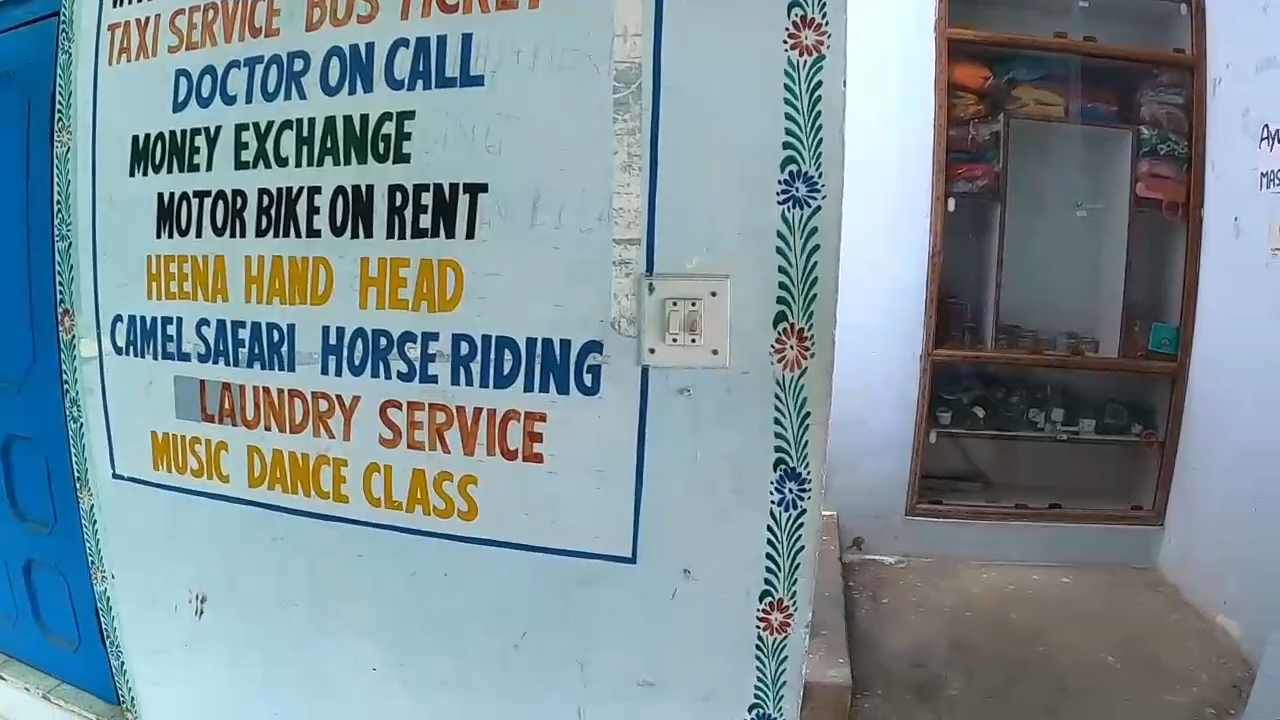 TAXI SERVICE BUS TICKET
DOCTOR ON CALL
MONEY EXCHANGE
MOTOR BIKE ON RENT
HEENA HAND HEAD
CAMEL SAFARI HORSE RIDING
LAUNDRY SERVICE
MUSIC DANCE CLASS